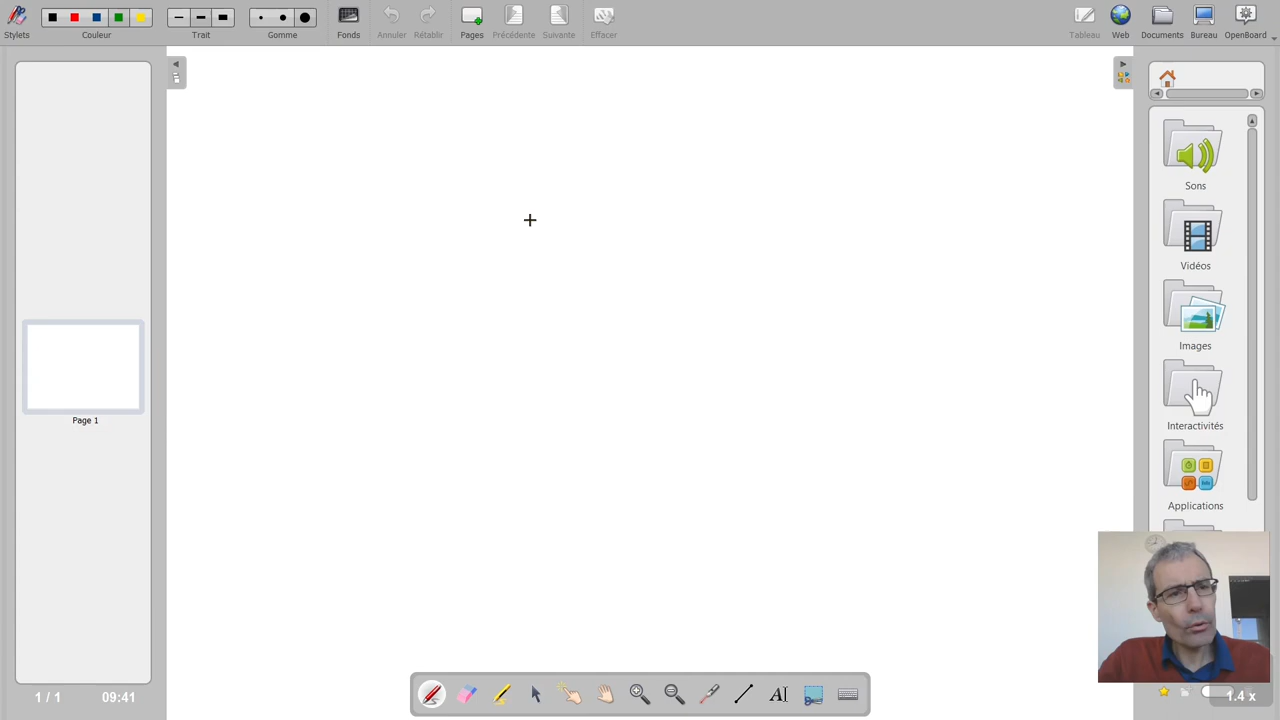 Stylets
Couleur
Trait
Gomme
Fonds
Annuler
Rétablir
Pages
Précédente
Suivante
Effacer
Tableau
Web
Documents
Bureau
OpenBoard
Sons
Vidéos
Images
Interactivités
Applications
Page 1
AI
1 / 1
09:41
1.4 x